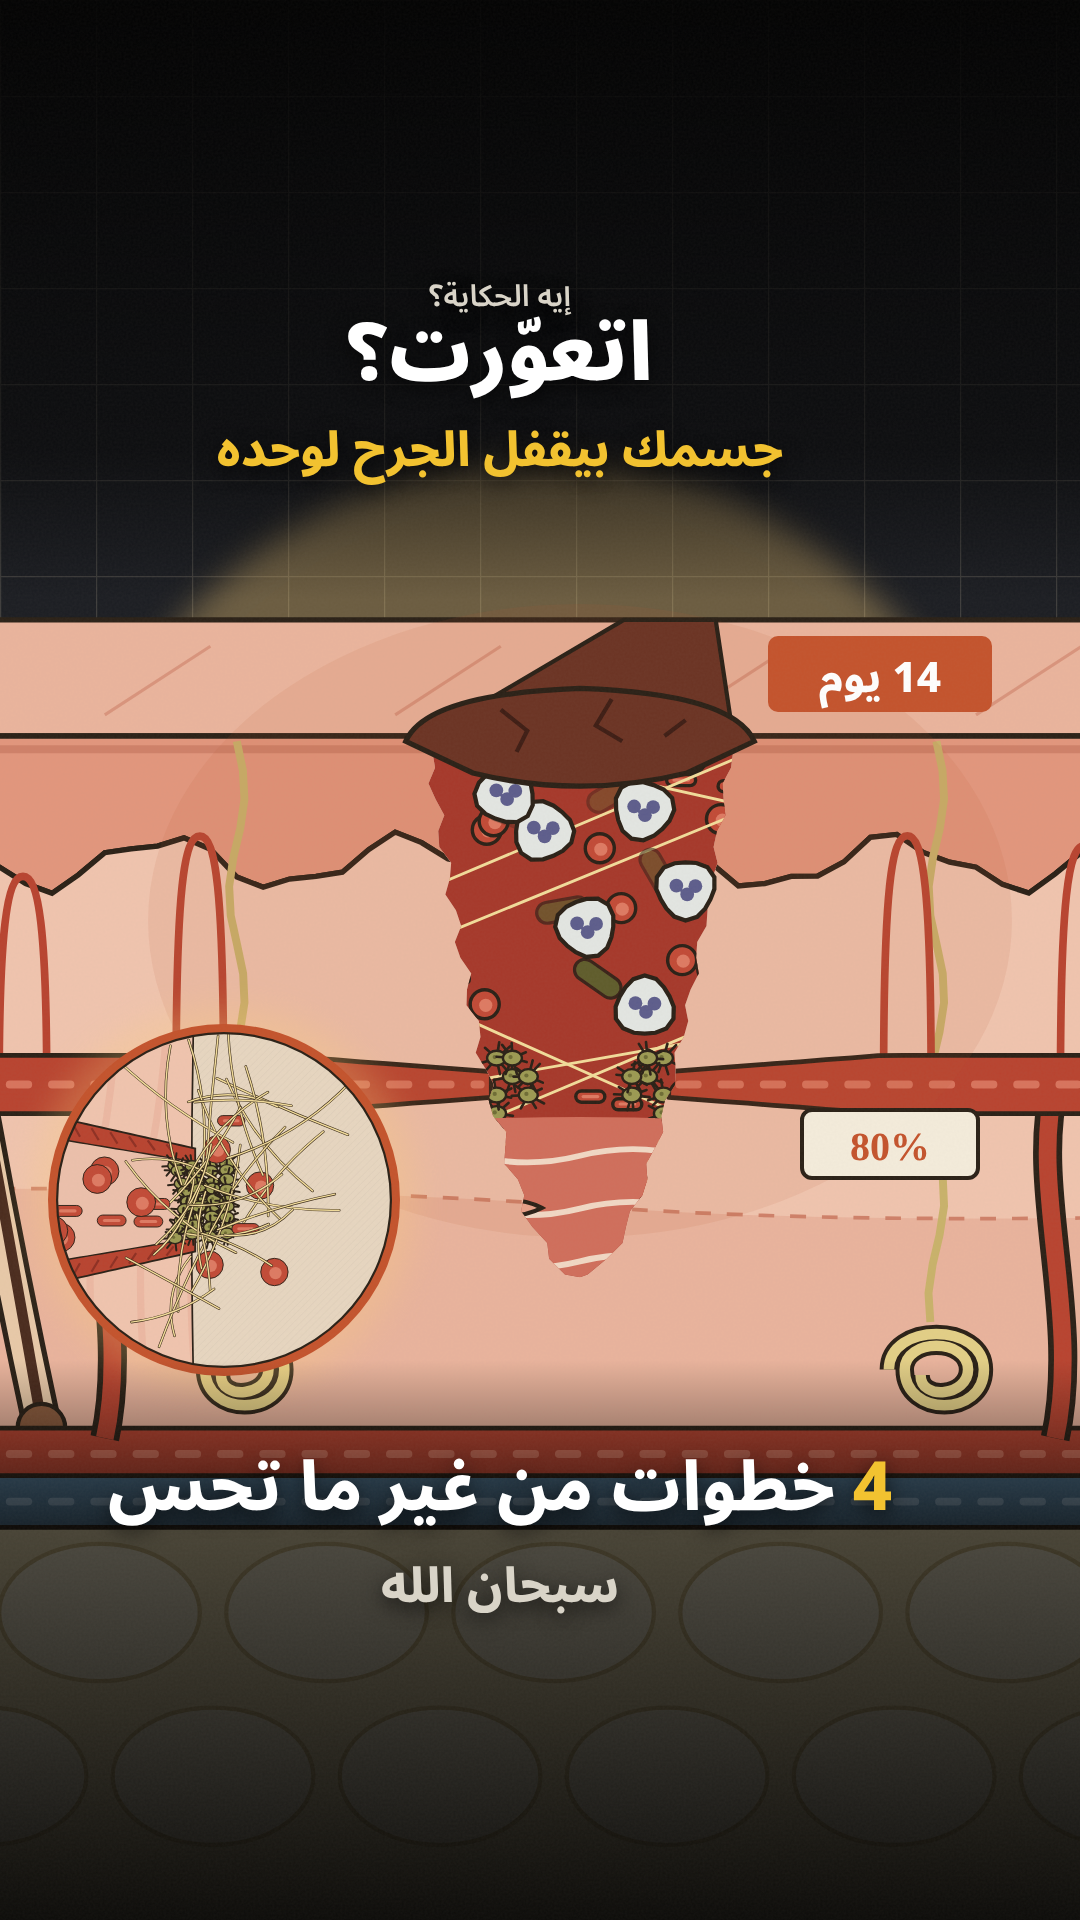 إيه الحكاية؟
اتعوّرت؟
جسمك بيقفل الجرح لوحده
14 يوم
80%
4 خطوات من غير ما تحس
سبحان الله